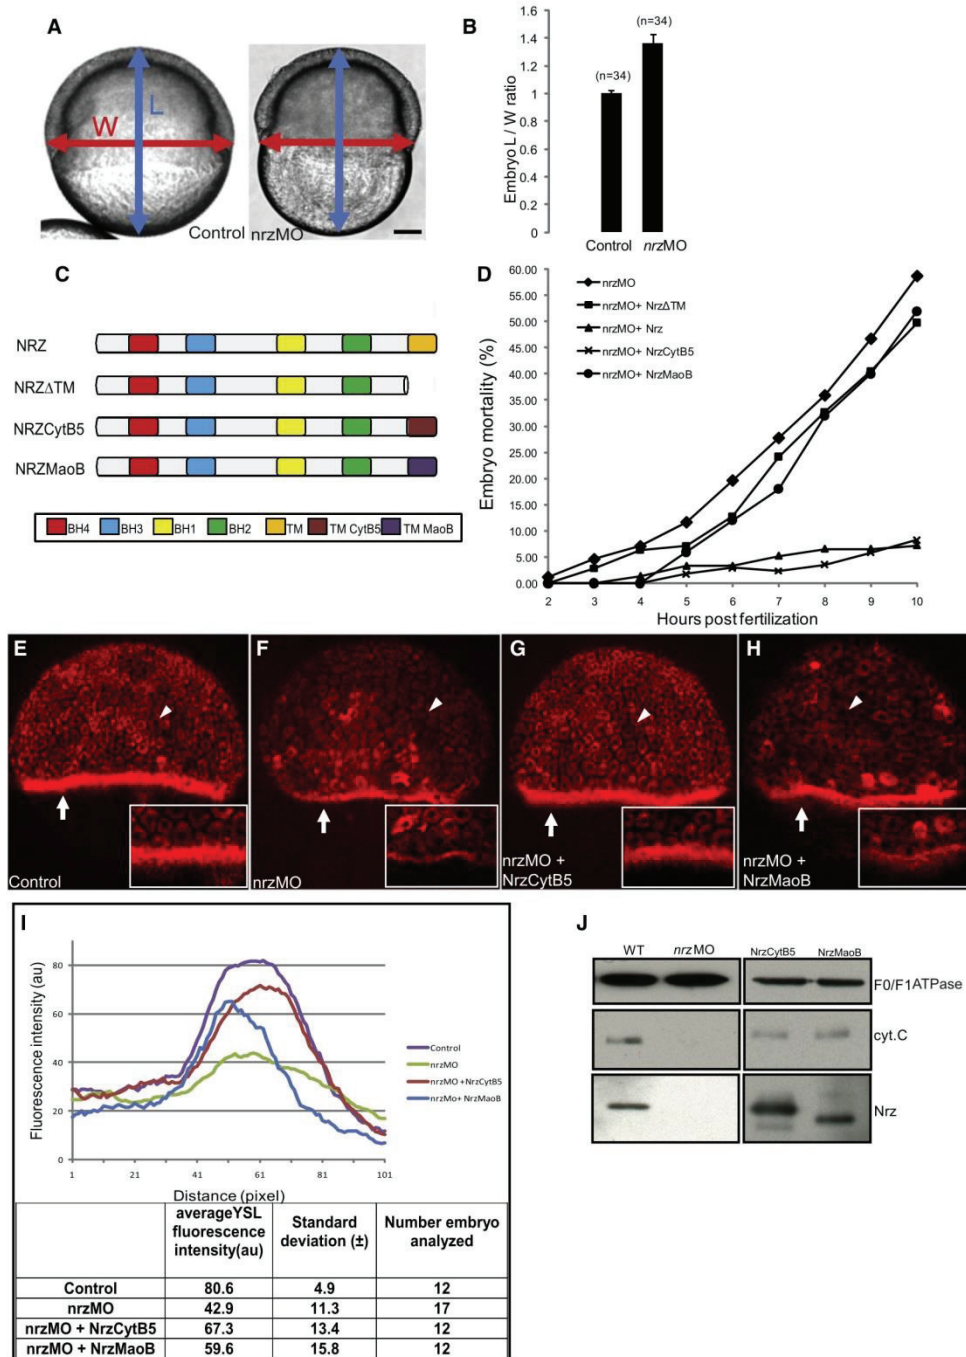 A
W
L
Control
nrzMO
B
(n=34)
(n=34)
1.6
1.4
1.2
1
0.8
0.6
0.4
0.2
0
Embryo L / W ratio
Control
nrzMO
C
NRZ
NRZΔTM
NRZCytB5
NRZMaoB
BH4 BH3 BH1 BH2 TM TM CytB5 TM MaoB
D
60.00
55.00
50.00
45.00
40.00
35.00
30.00
25.00
20.00
15.00
10.00
5.00
0.00
Embryo mortality (%)
nrzMO
nrzMO+ NrzΔTM
nrzMO+ Nrz
nrzMO+ NrzCytB5
nrzMO+ NrzMaoB
2 3 4 5 6 7 8 9 10
Hours post fertilization
E
Control
F
nrzMO
G
nrzMO +
NrzCytB5
H
nrzMO +
NrzMaoB
I
80
60
40
20
0
Fluorescence intensity (au)
Control
nrzMO
nrzMO +NrzCytB5
nrzMo+ NrzMaoB
1 21 41 61 81 101
Distance (pixel)
averageYSL fluorescence intensity(au) Standard deviation (±) Number embryo analyzed
Control 80.6 4.9 12
nrzMO 42.9 11.3 17
nrzMO + NrzCytB5 67.3 13.4 12
nrzMO + NrzMaoB 59.6 15.8 12
J
WT nrzMO NrzCytB5 NrzMaoB
F0/F1ATPase
cyt.C
Nrz